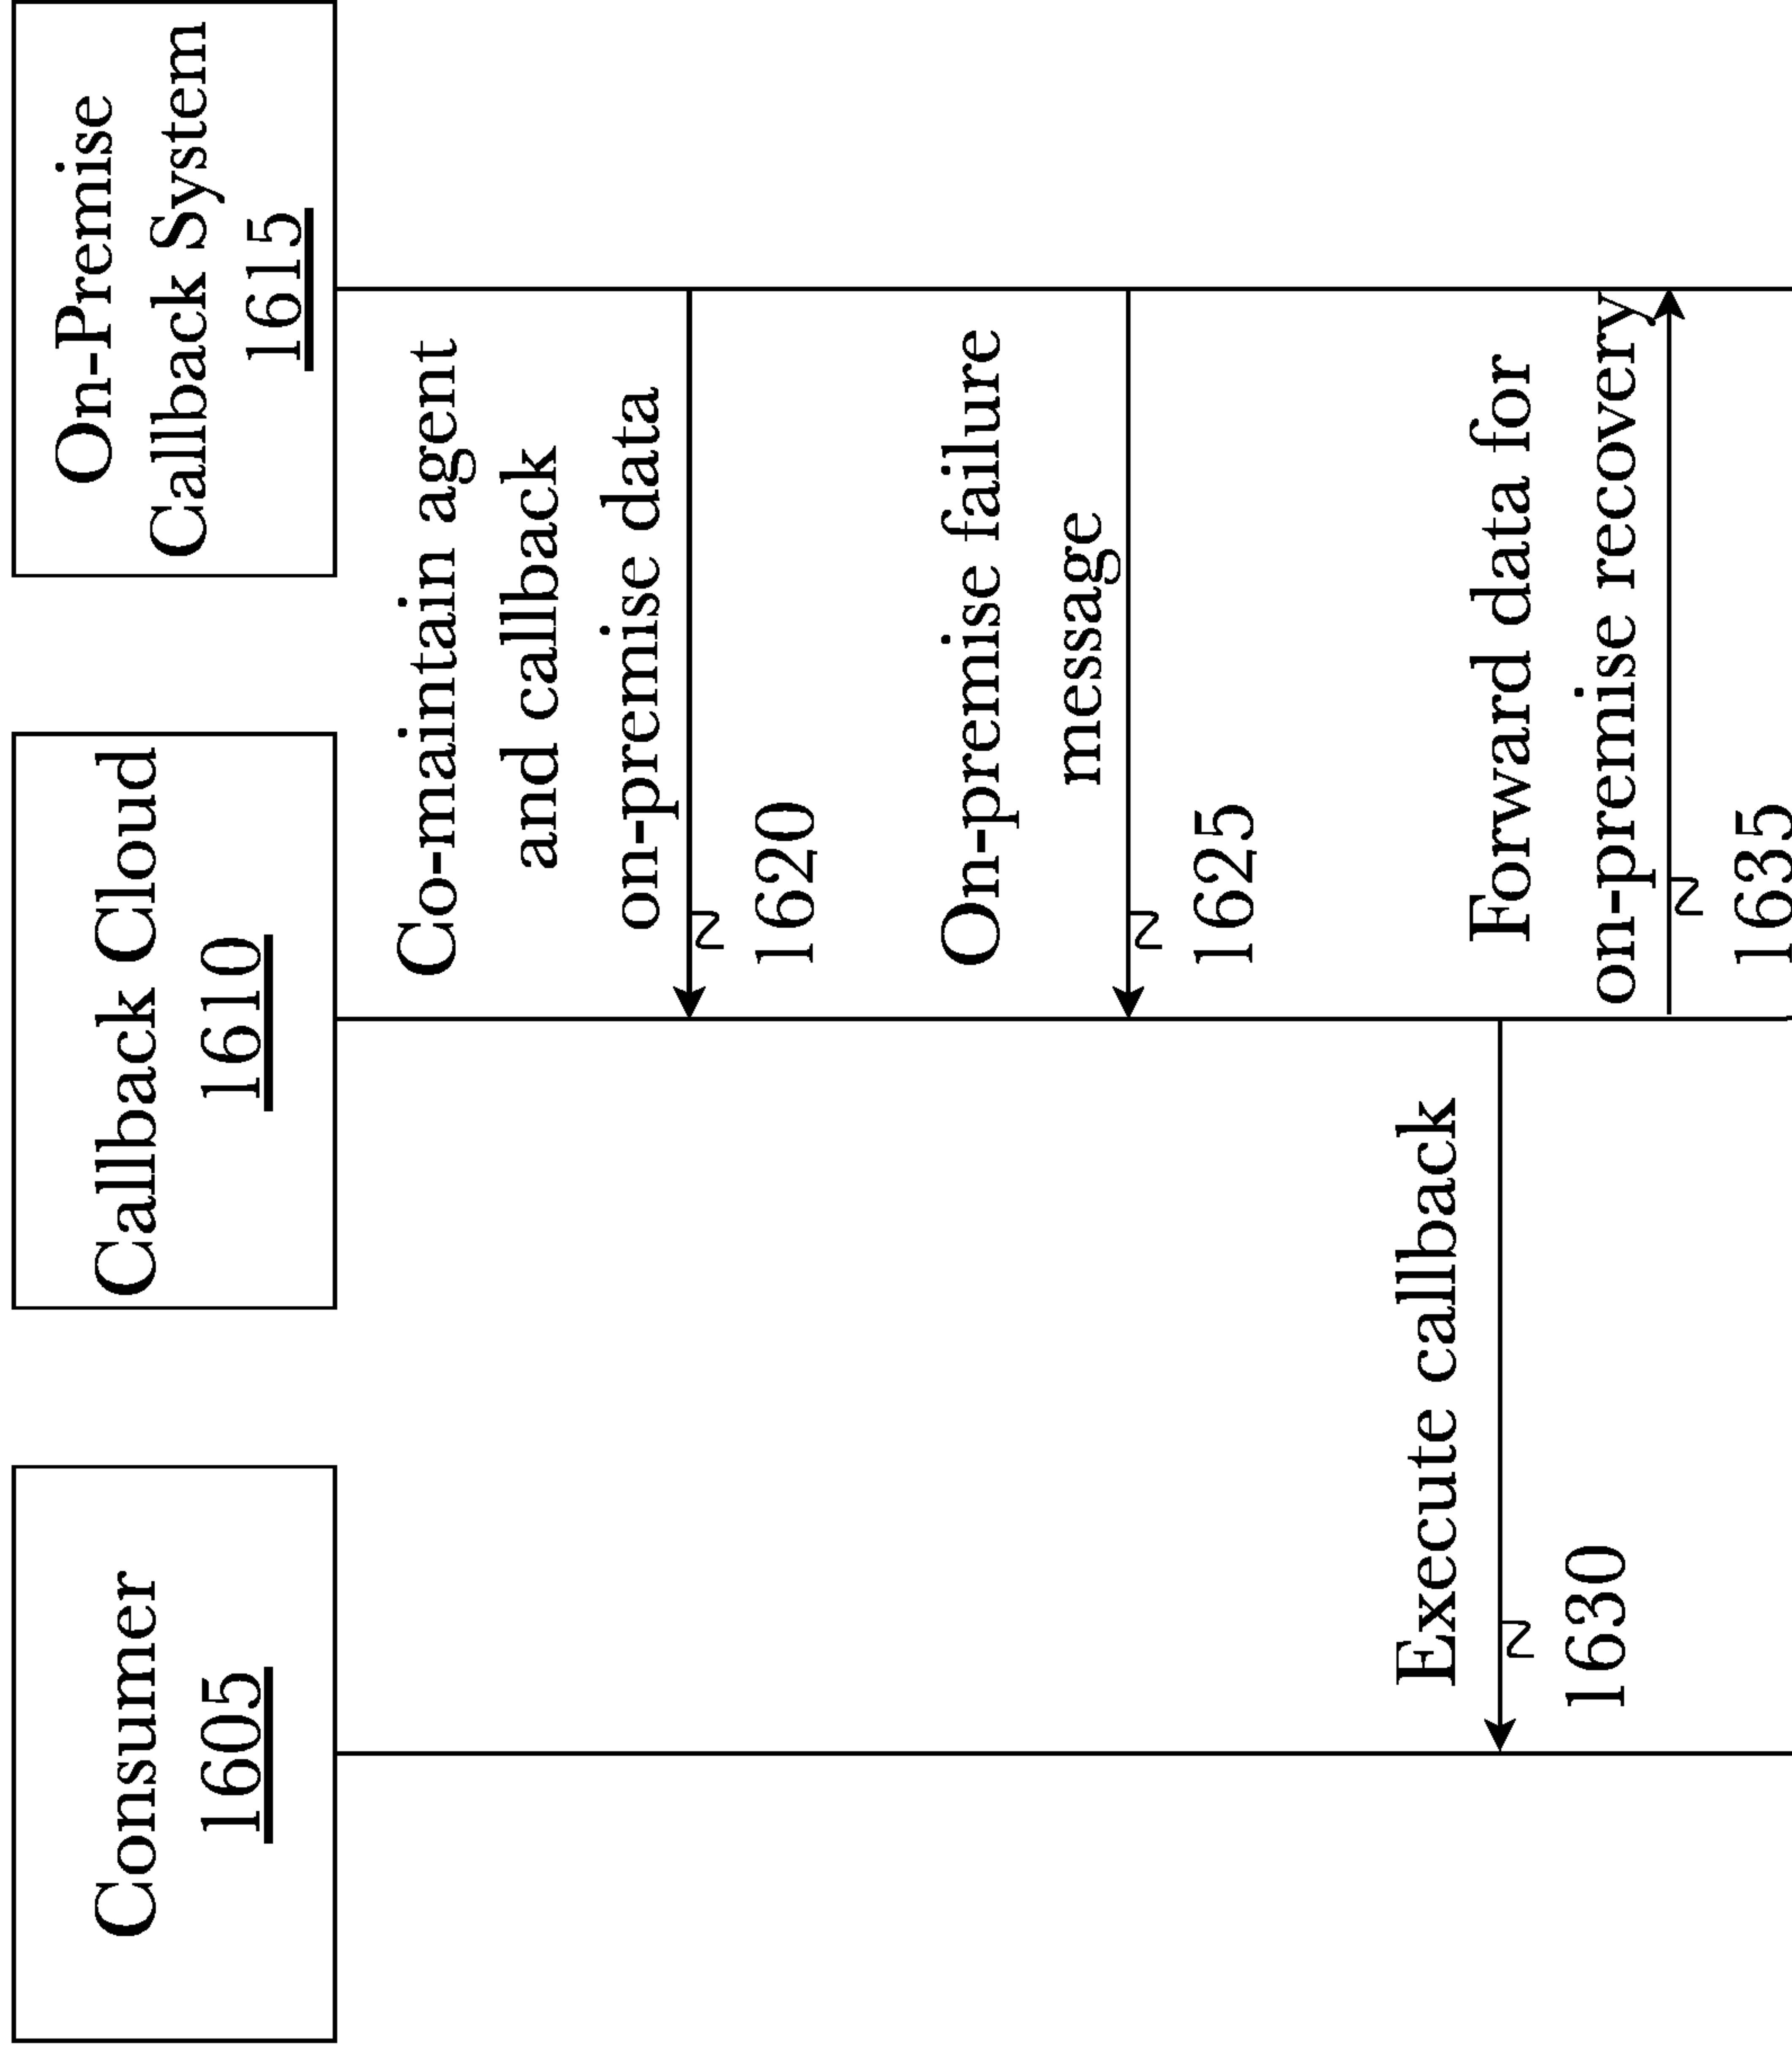 Consumer
1605
Callback Cloud
1610
On-Premise
Callback System
1615
Co-maintain agent
and callback
on-premise data
1620
On-premise failure
message
1625
Execute callback
1630
Forward data for
on-premise recovery
1635